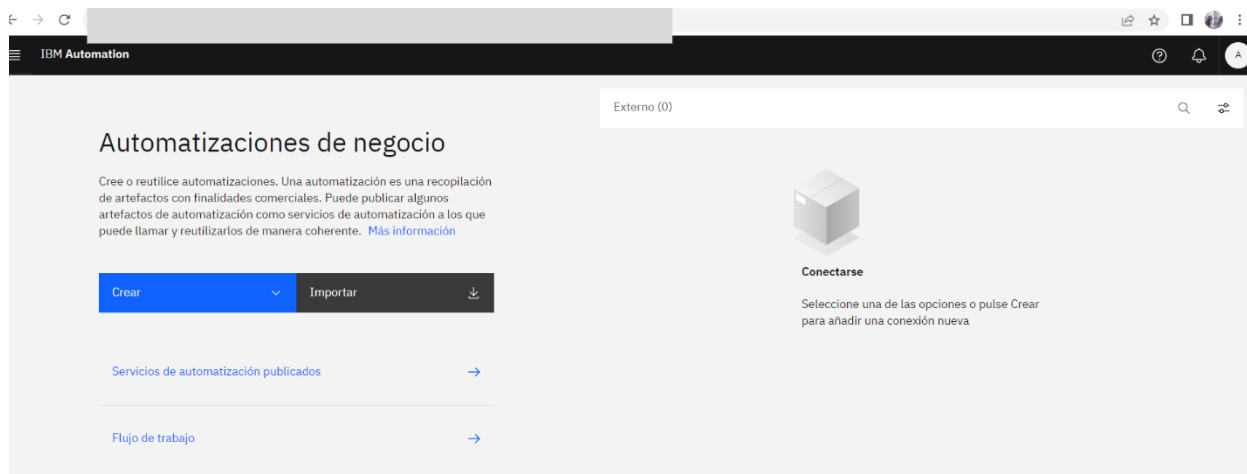 IBM Automation
A
Externo (0)
Automatizaciones de negocio
Cree o reutilice automatizaciones. Una automatización es una recopilación
de artefactos con finalidades comerciales. Puede publicar algunos
artefactos de automatización como servicios de automatización a los que
puede llamar y reutilizarlos de manera coherente. Más información
Crear
Importar
Servicios de automatización publicados
Flujo de trabajo
Conectarse
Seleccione una de las opciones o pulse Crear
para añadir una conexión nueva